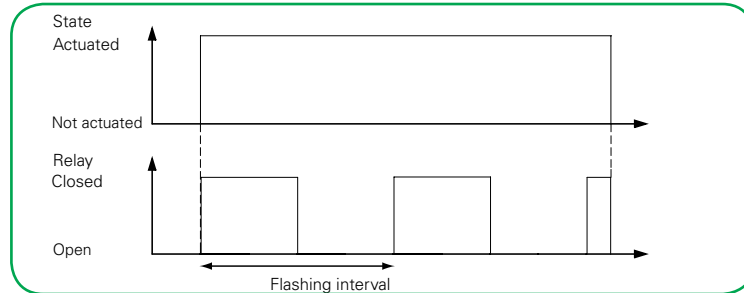 State
Actuated
Not actuated
Relay
Closed
Open
Flashing interval